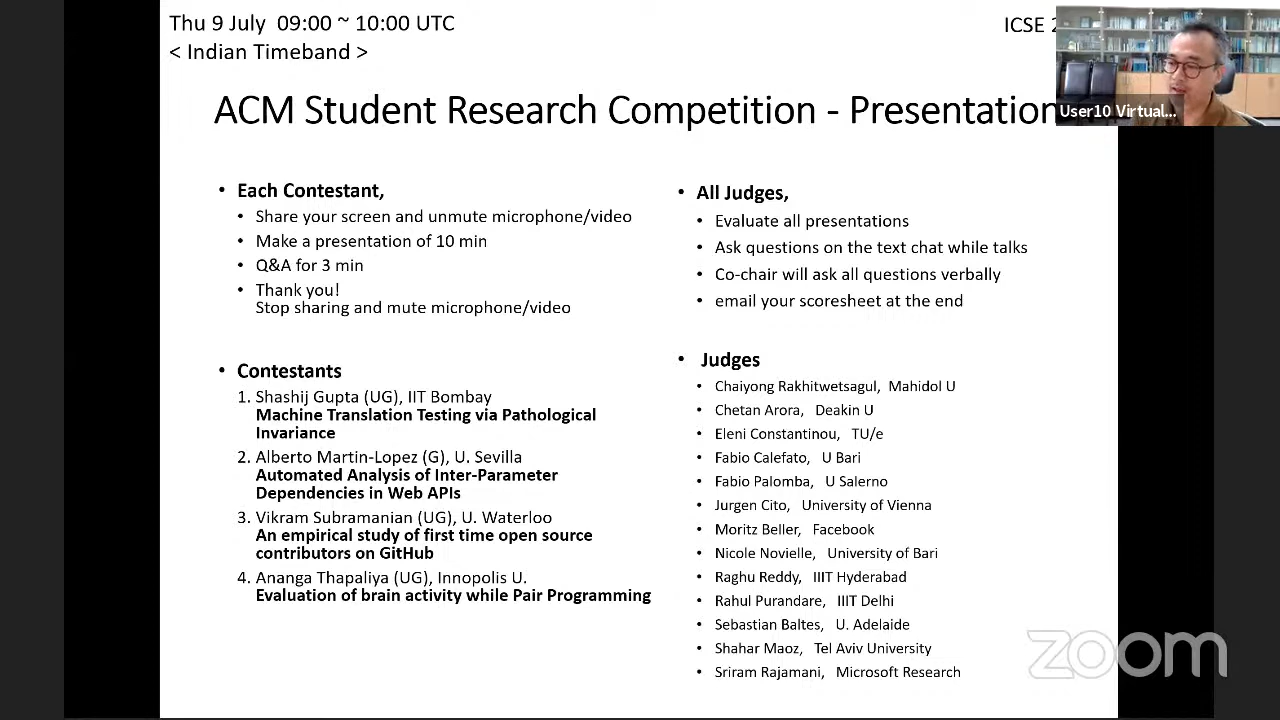 Thu 9 July 09:00 ~ 10:00 UTC
< Indian Timeband >
ICSE
User10 Virtual...
ACM Student Research Competition - Presentation
• Each Contestant,
• Share your screen and unmute microphone/video
• Make a presentation of 10 min
• Q&A for 3 min
• Thank you!
Stop sharing and mute microphone/video
• Contestants
1. Shashij Gupta (UG), IIT Bombay
Machine Translation Testing via Pathological
Invariance
2. Alberto Martin-Lopez (G), U. Sevilla
Automated Analysis of Inter-Parameter
Dependencies in Web APIs
3. Vikram Subramanian (UG), U. Waterloo
An empirical study of first time open source
contributors on GitHub
4. Ananga Thapaliya (UG), Innopolis U.
Evaluation of brain activity while Pair Programming
• All Judges,
• Evaluate all presentations
• Ask questions on the text chat while talks
• Co-chair will ask all questions verbally
• email your scoresheet at the end
• Judges
• Chaiyong Rakhitwetsagul, Mahidol U
• Chetan Arora, Deakin U
• Eleni Constantinou, TU/e
• Fabio Calefato, U Bari
• Fabio Palomba, U Salerno
• Jurgen Cito, University of Vienna
• Moritz Beller, Facebook
• Nicole Novielle, University of Bari
• Raghu Reddy, IIIT Hyderabad
• Rahul Purandare, IIIT Delhi
• Sebastian Baltes, U. Adelaide
• Shahar Maoz, Tel Aviv University
• Sriram Rajamani, Microsoft Research
zoom